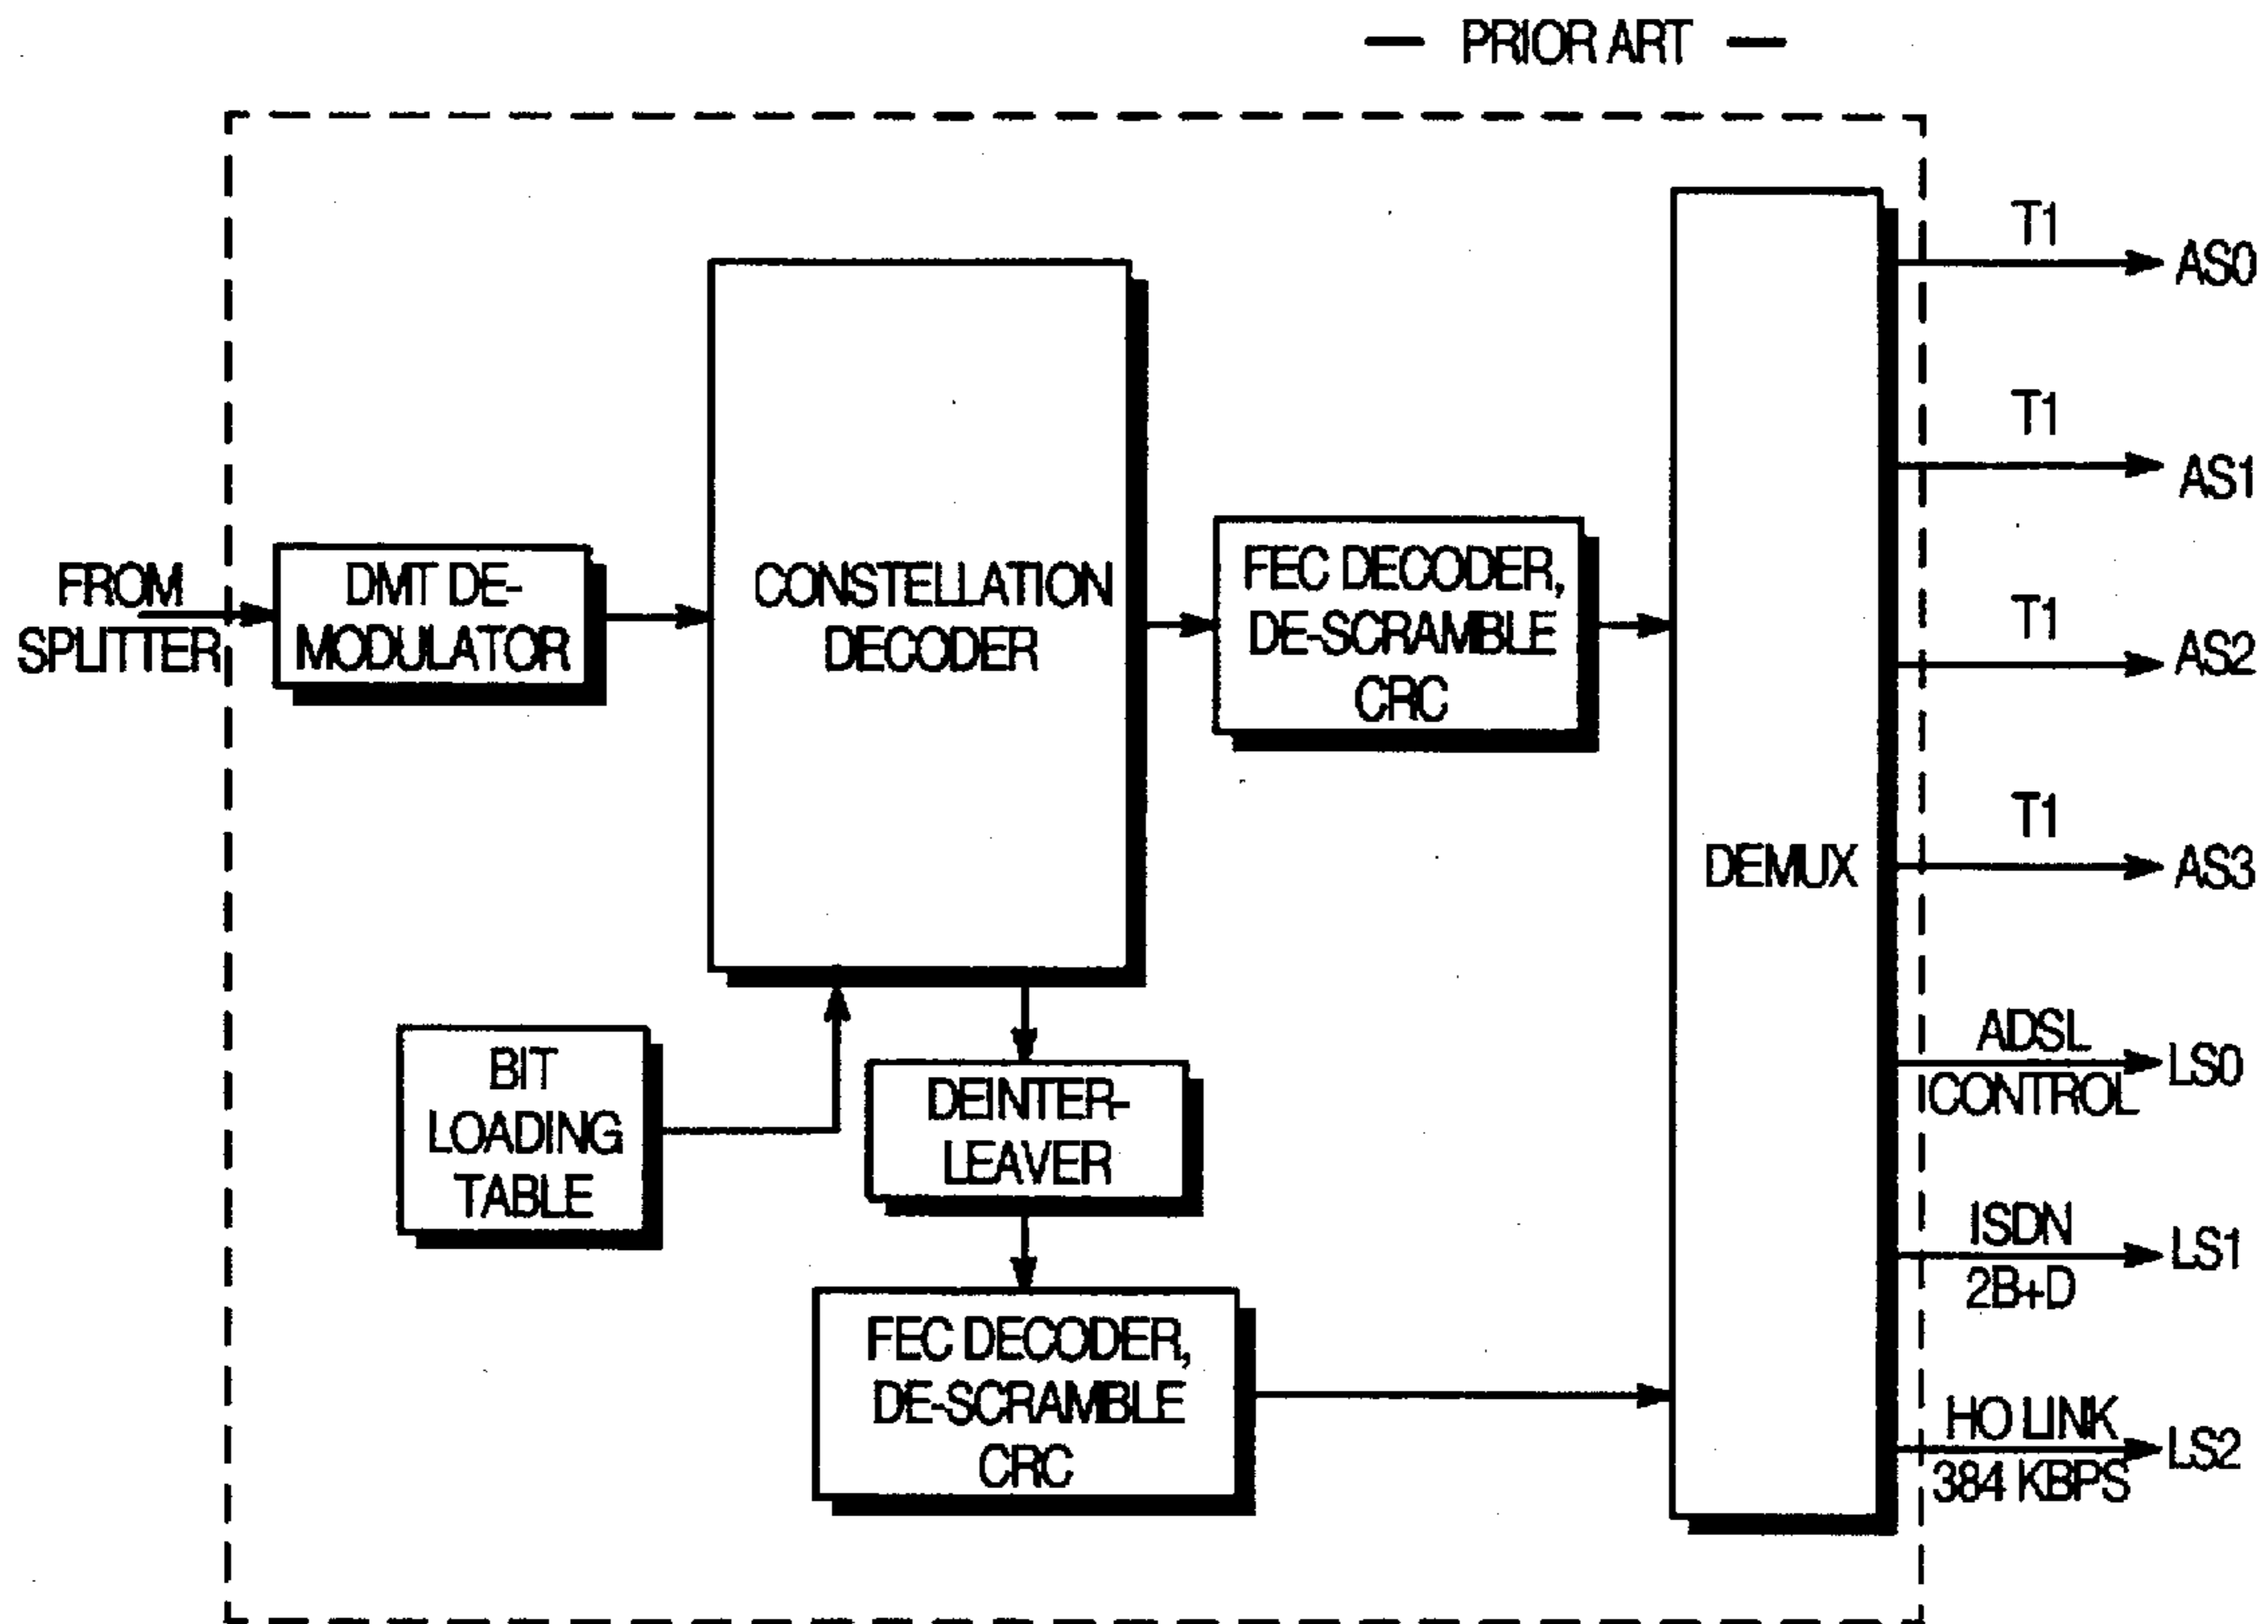 — PRIOR ART —
FROM
SPLITTER
DMT DE-
MODULATOR
CONSTELLATION
DECODER
FEC DECODER,
DE-SCRAMBLE
CRC
DEMUX
BIT
LOADING
TABLE
DEINTER-
LEAVER
FEC DECODER,
DE-SCRAMBLE
CRC
T1
AS0
T1
AS1
T1
AS2
T1
AS3
ADSL
CONTROL
LS0
ISDN
2B+D
LS1
HO LINK
384 KBPS
LS2